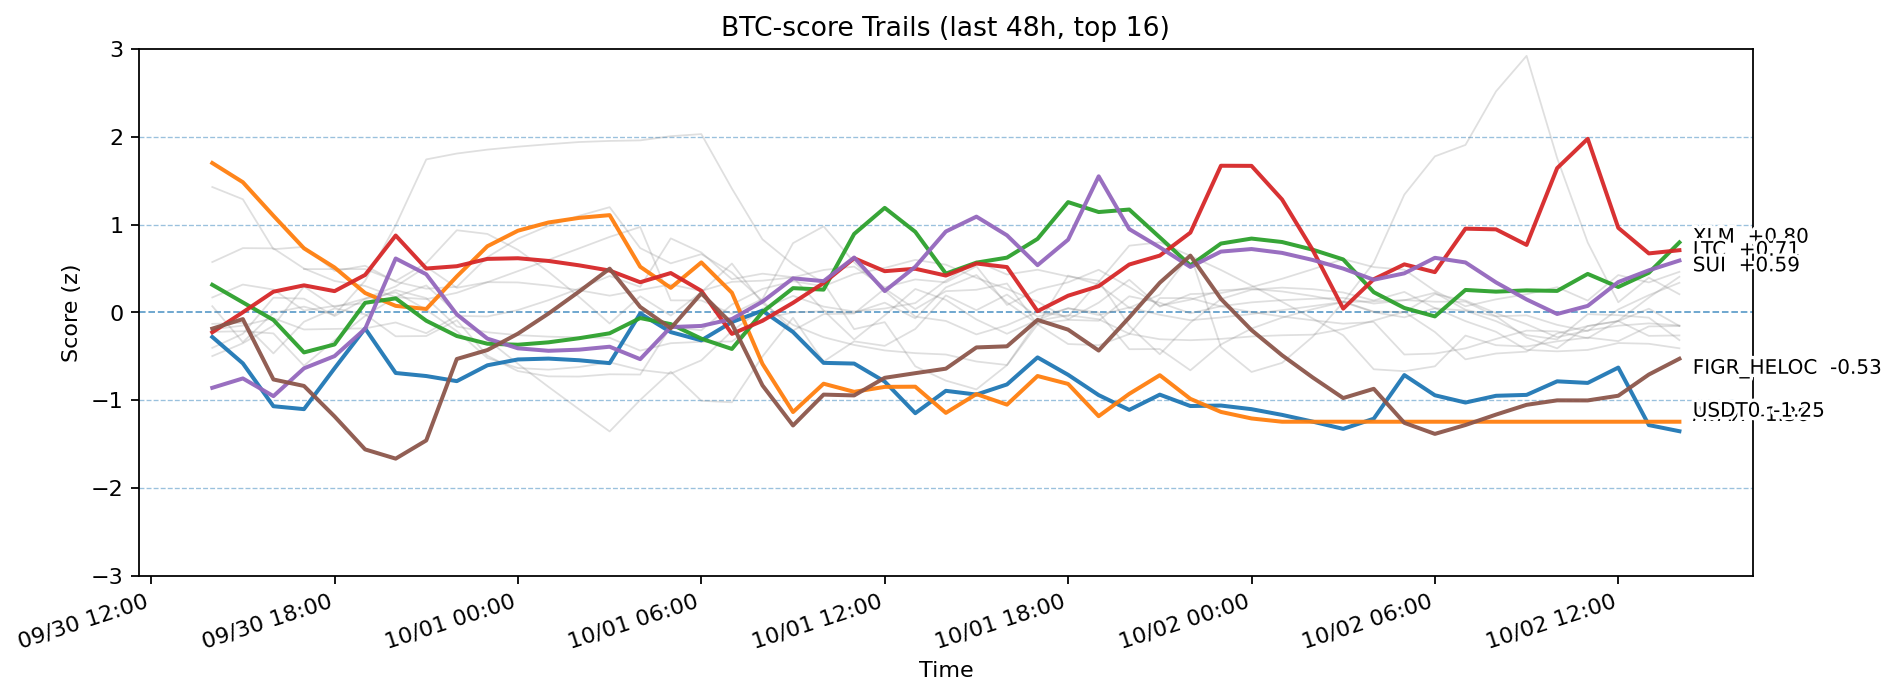 BTC-score Trails (last 48h, top 16)
Score (z)
3
2
1
0
−1
−2
−3
XLM +0.80
LTC +0.71
SUI +0.59
FIGR_HELOC -0.53
USDT0 -1.25
09/30 12:00
09/30 18:00
10/01 00:00
10/01 06:00
10/01 12:00
10/01 18:00
10/02 00:00
10/02 06:00
10/02 12:00
Time